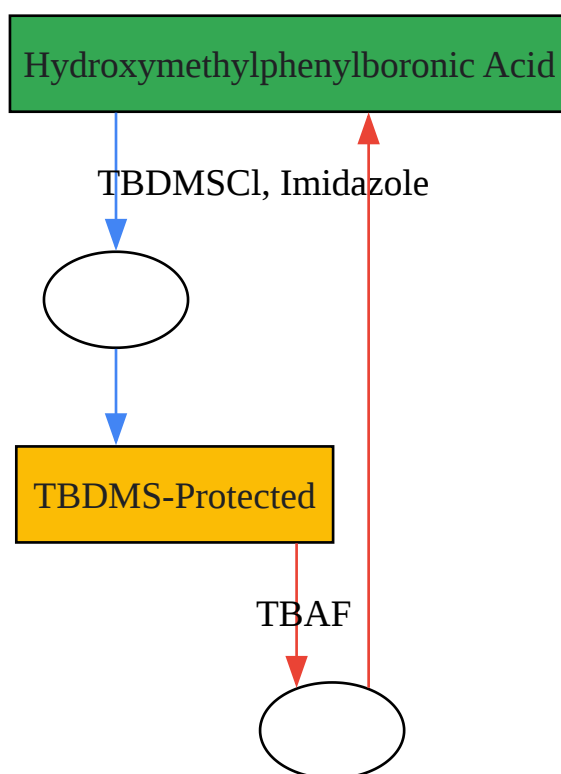 Hydroxymethylphenylboronic Acid
TBDMSCl, Imidazole
TBDMS-Protected
TBAF